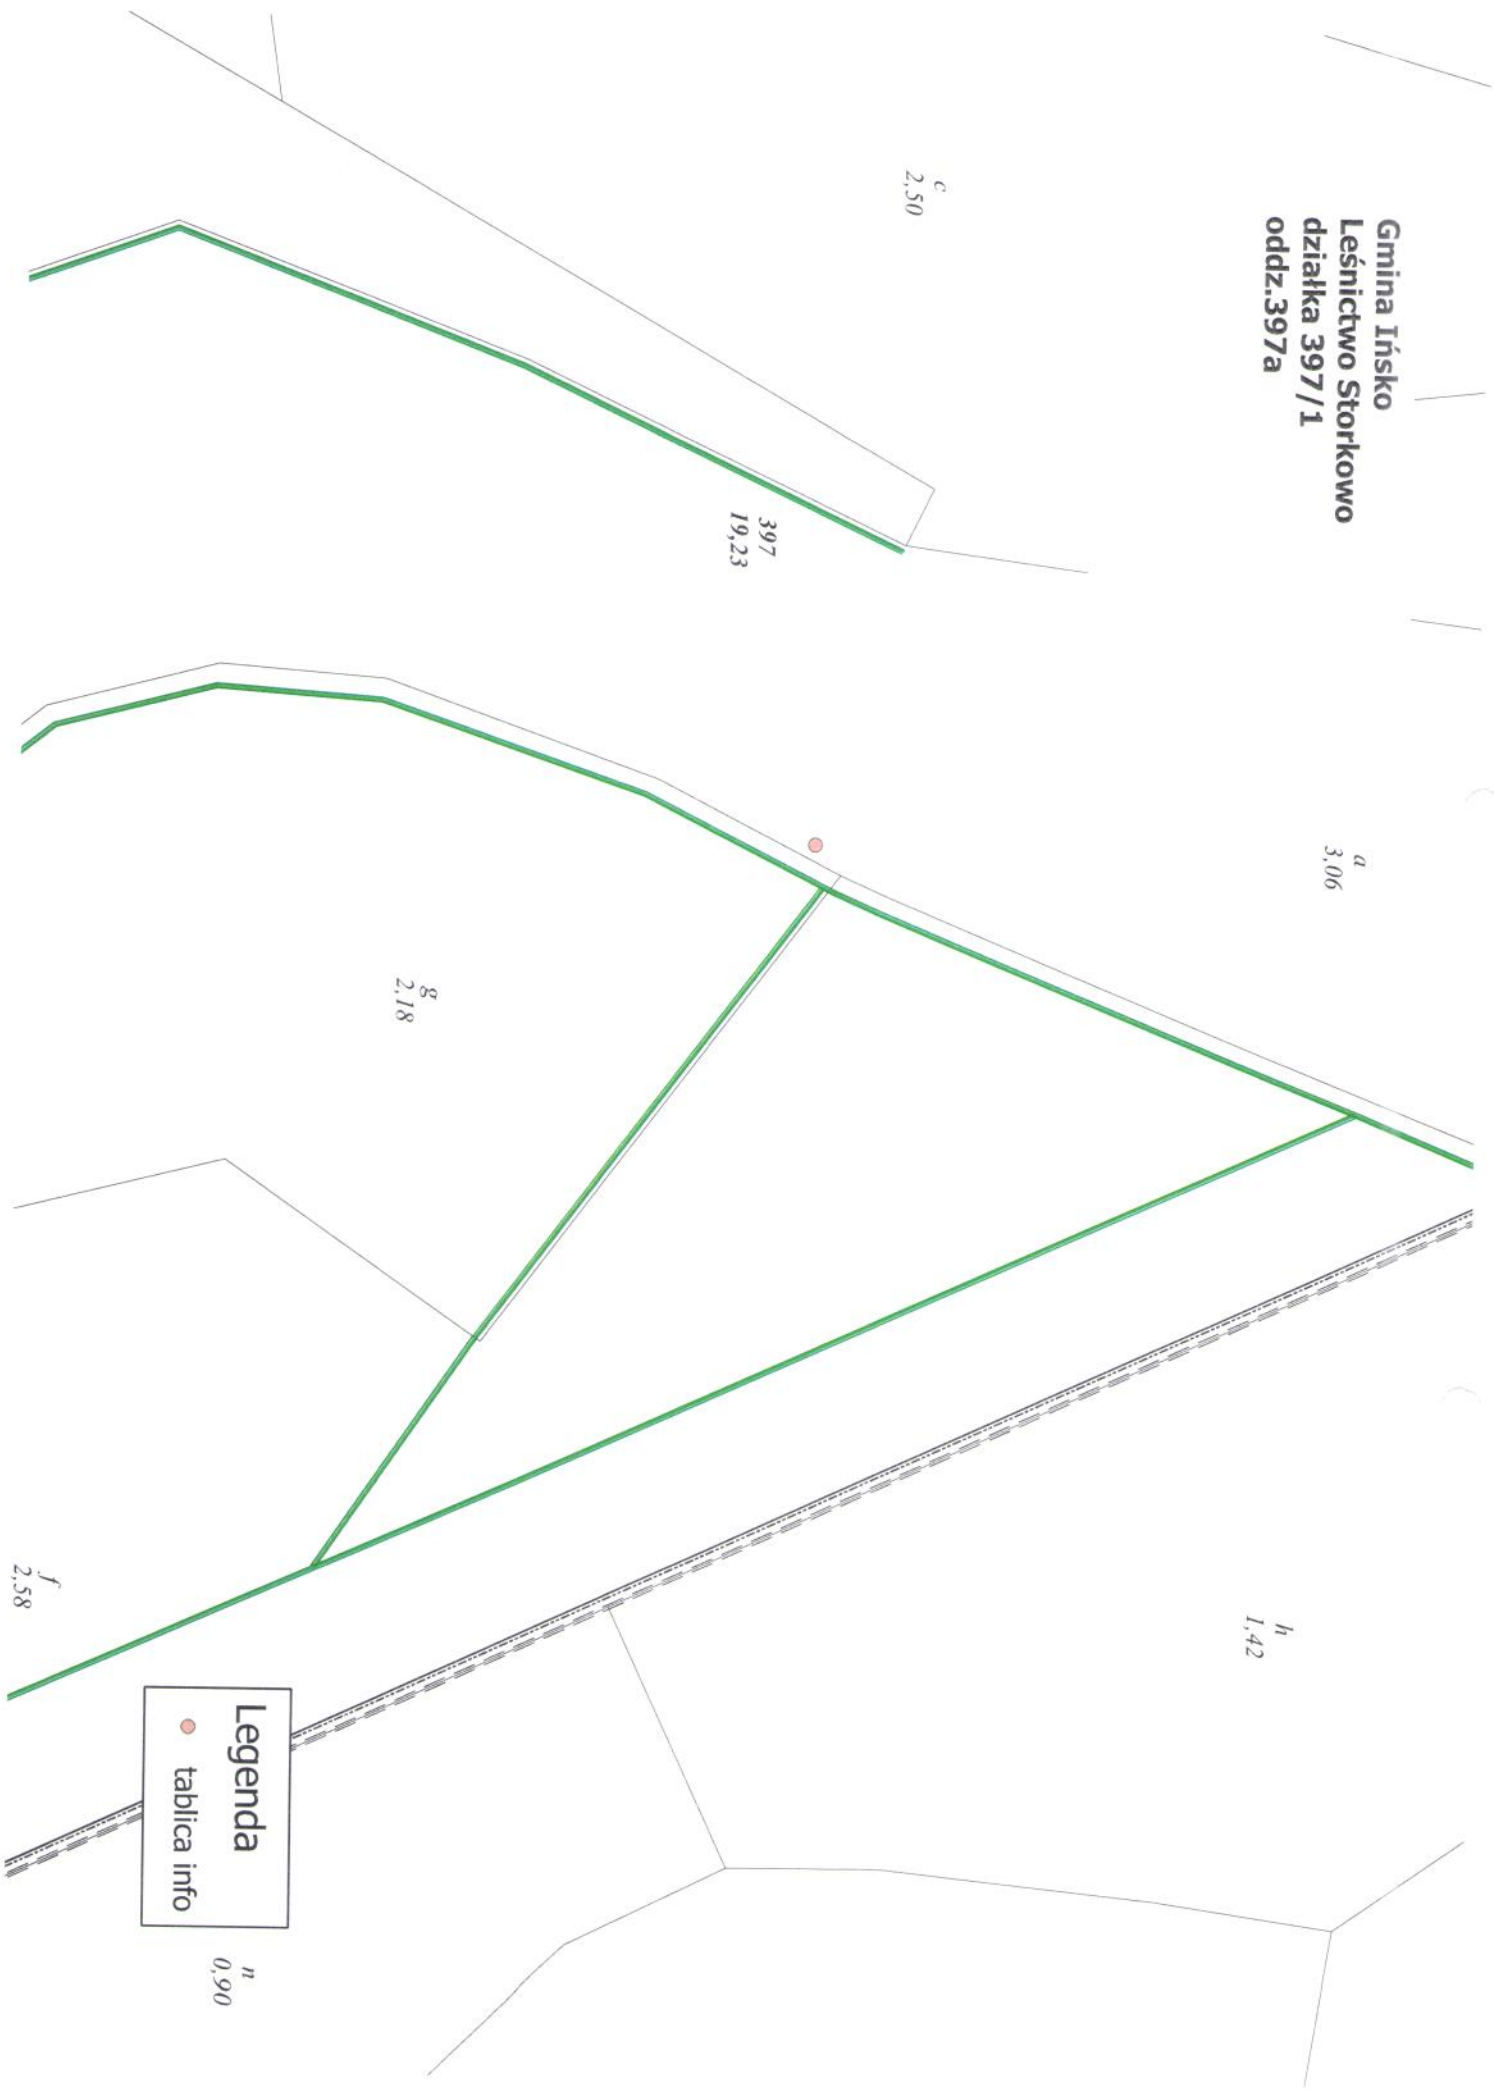 Gmina Ińsko
Leśnictwo Storkowo
działka 397/1
oddz.397a
c
2,50
397
19,23
a
3,06
g
2,18
h
1,42
f
2,58
n
0,90
Legenda
tablica info